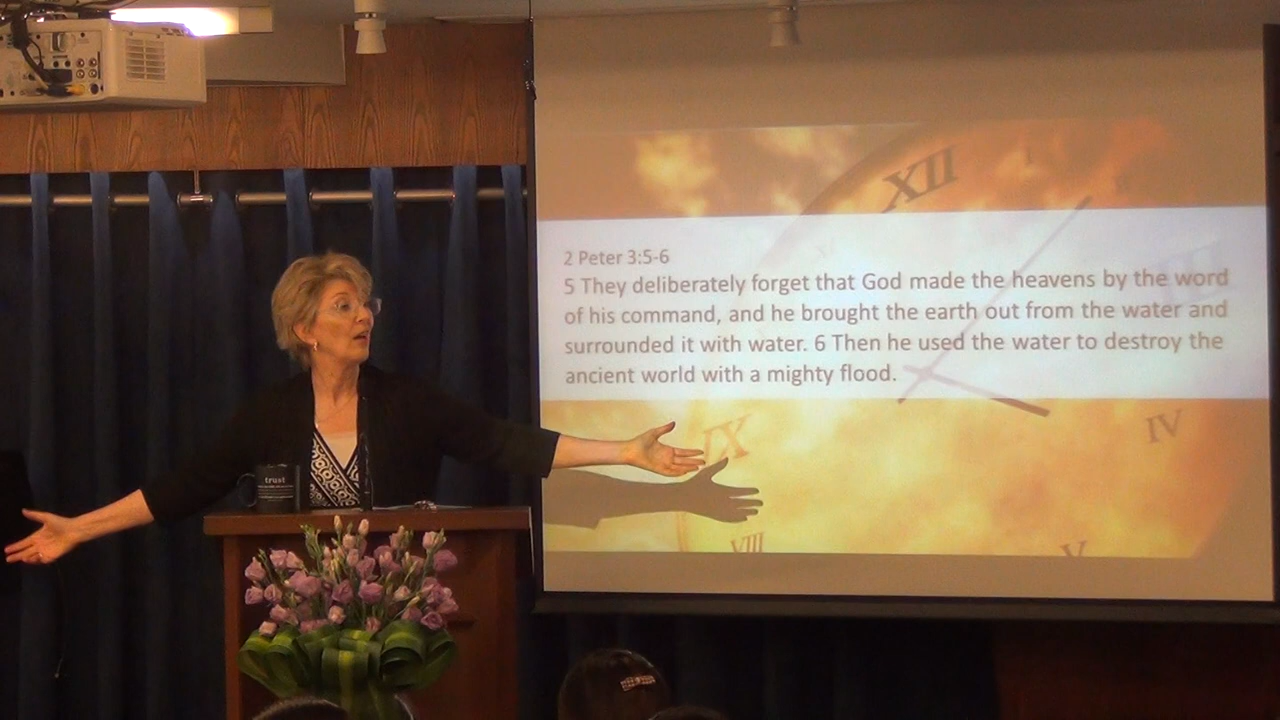 XII
2 Peter 3:5-6
5 They deliberately forget that God made the heavens by the word
of his command, and he brought the earth out from the water and
surrounded it with water. 6 Then he used the water to destroy the
ancient world with a mighty flood.
III
IX
IV
VIII
V
trust